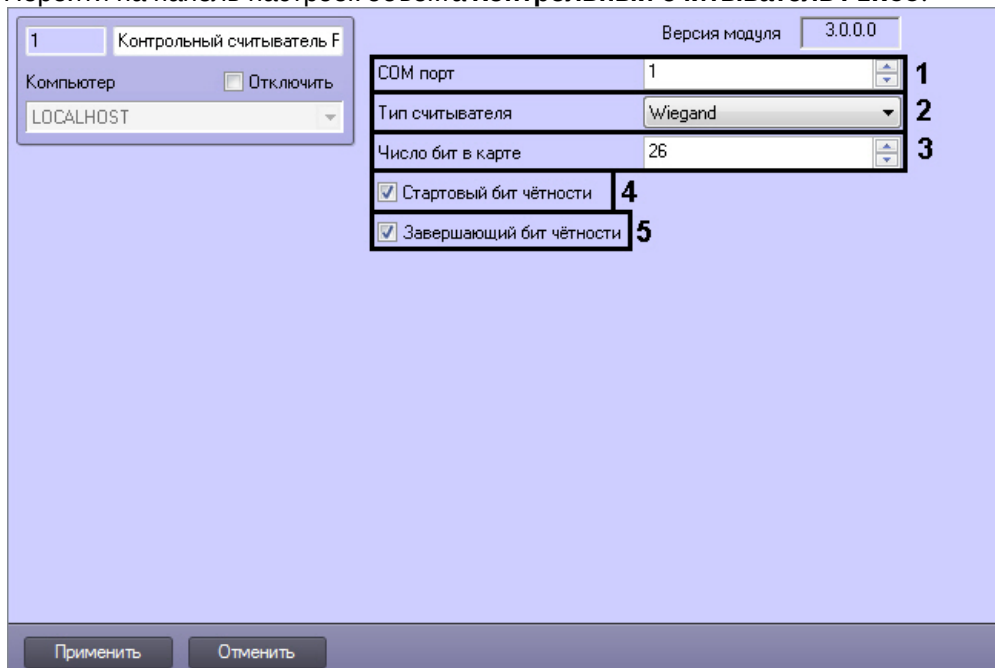 1 Контрольный считыватель F
Версия модуля 3.0.0.0
Компьютер Отключить
LOCALHOST
COM порт 1 1
Тип считывателя Wiegand 2
Число бит в карте 26 3
Стартовый бит чётности 4
Завершающий бит чётности 5
Применить Отменить